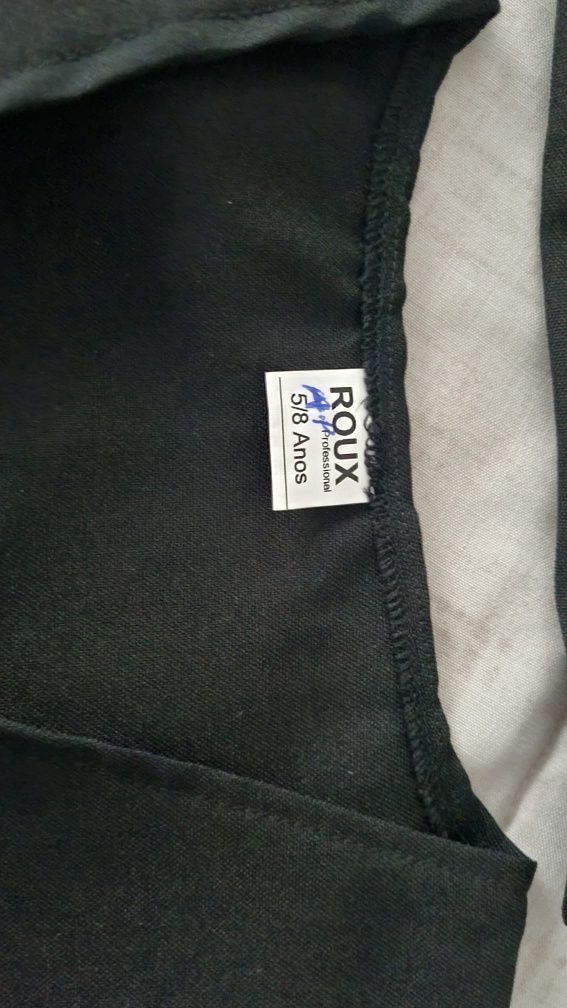 ROUX
Professional
5/8 Anos